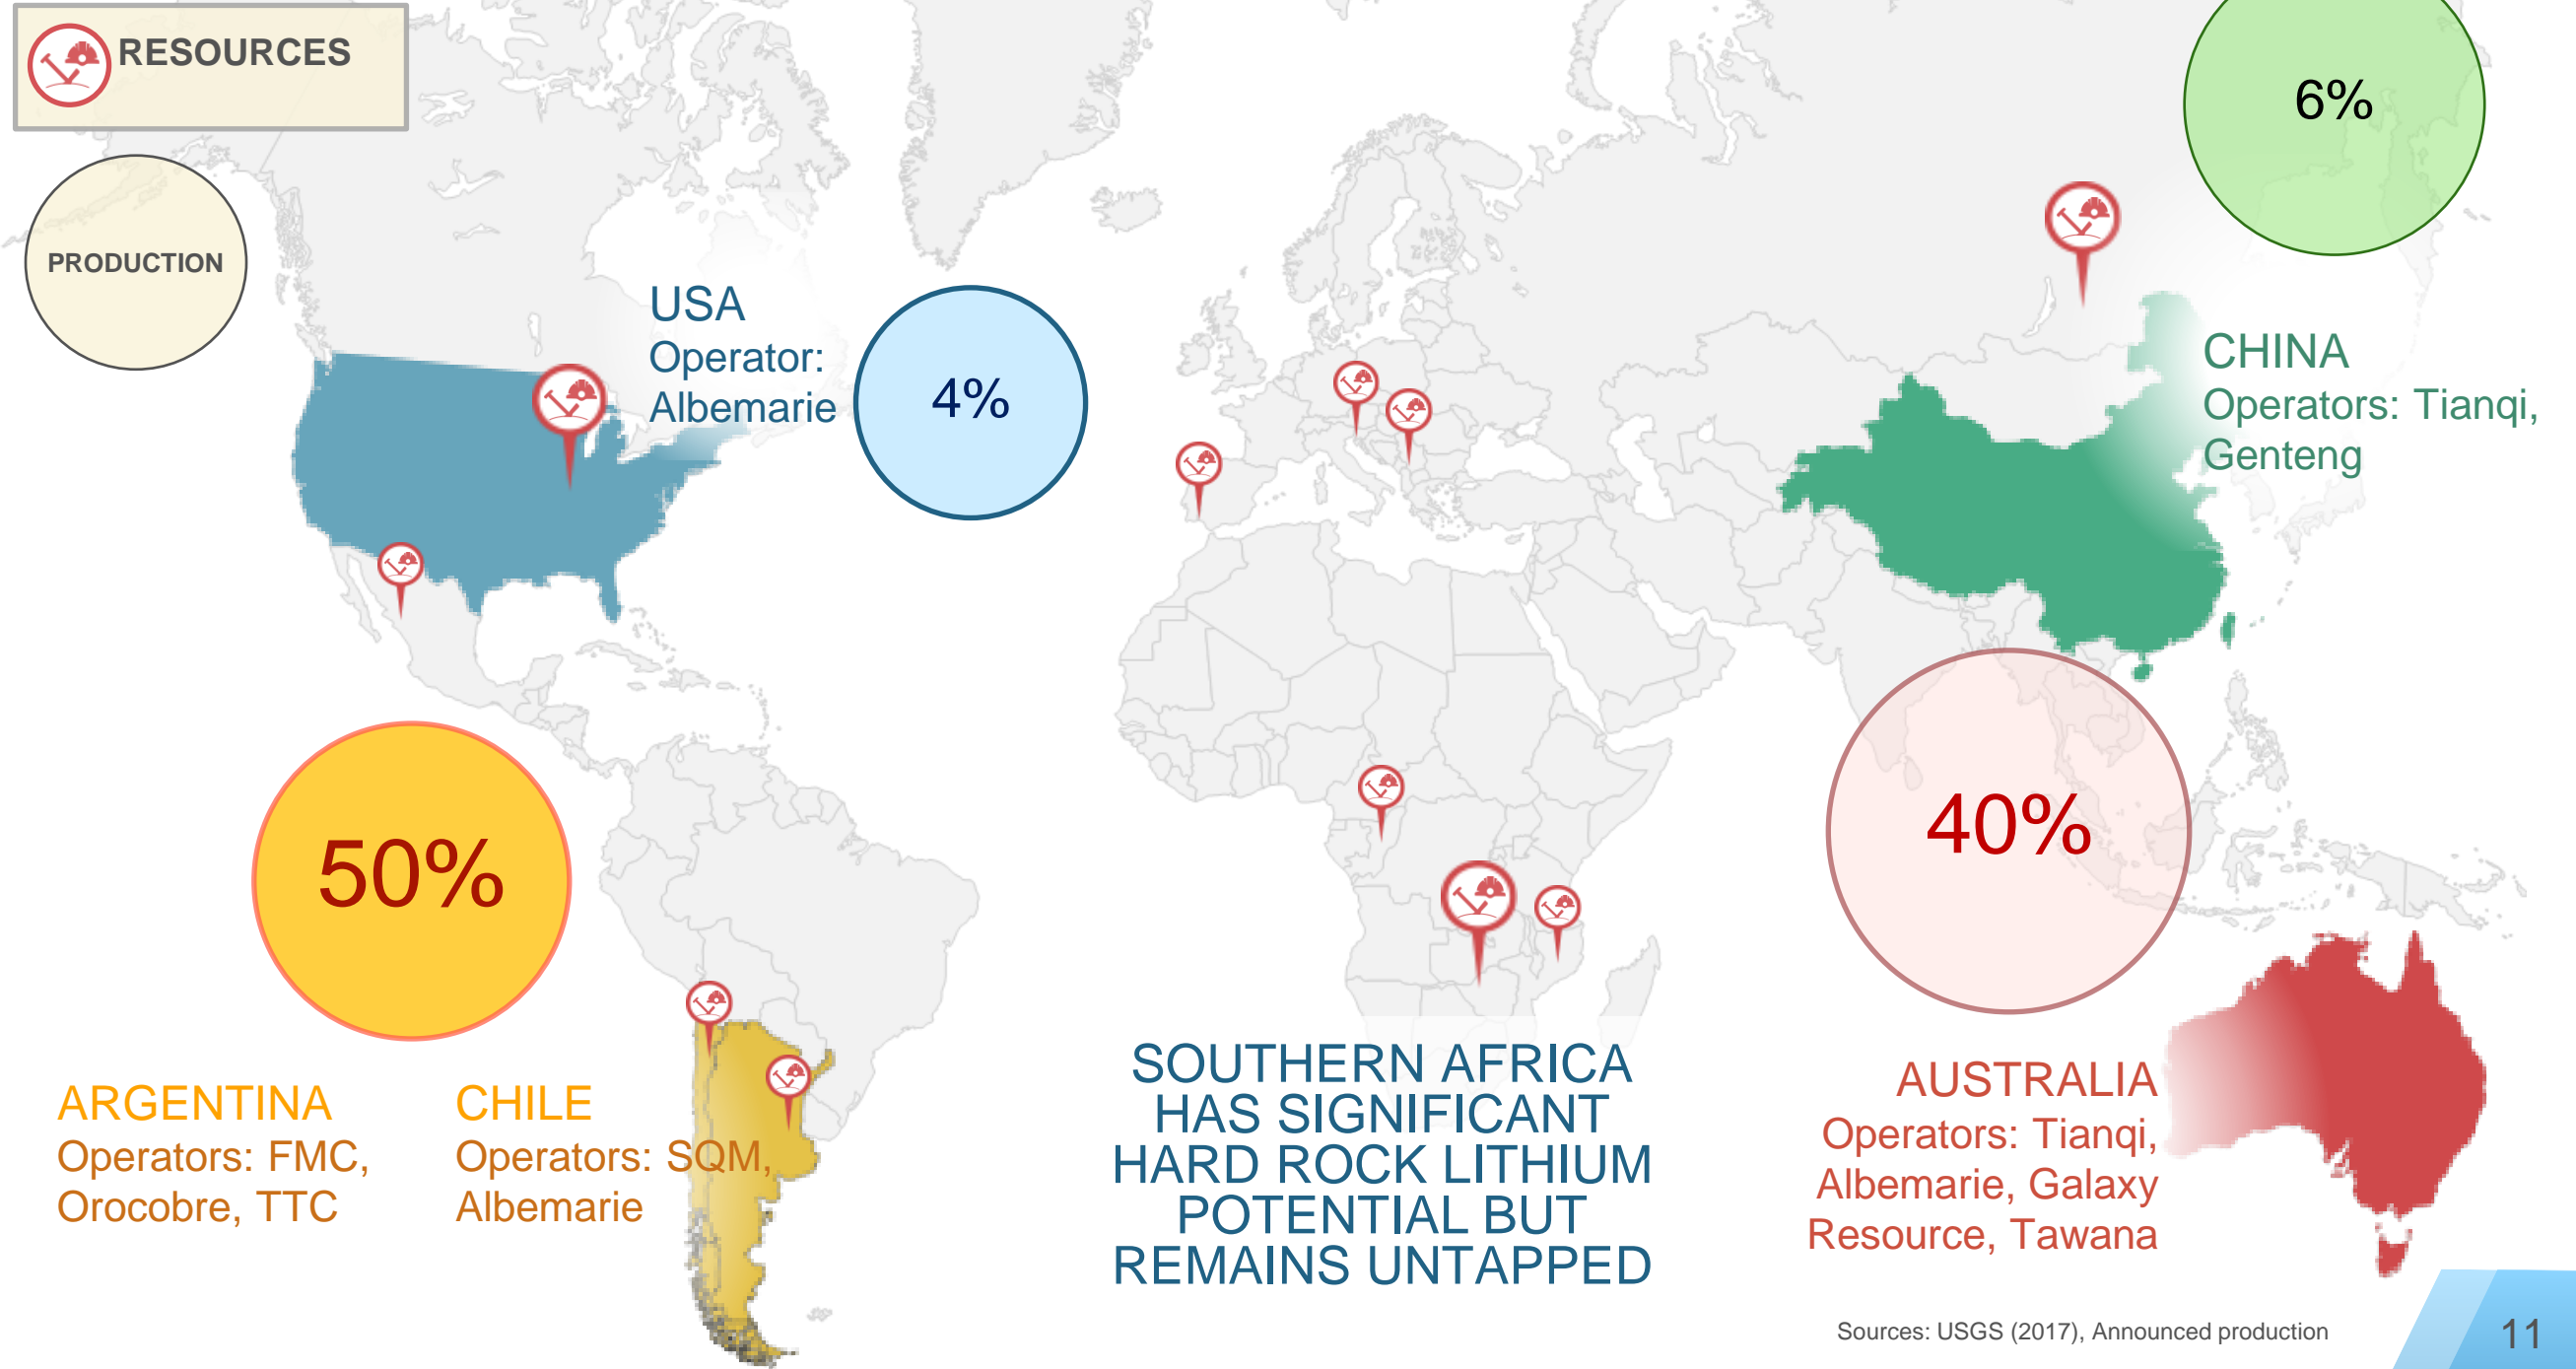 RESOURCES
PRODUCTION
6%
USA
Operator:
Albemarie
4%
CHINA
Operators: Tianqi,
Genteng
50%
40%
ARGENTINA
Operators: FMC,
Orocobre, TTC
CHILE
Operators: SQM,
Albemarie
SOUTHERN AFRICA
HAS SIGNIFICANT
HARD ROCK LITHIUM
POTENTIAL BUT
REMAINS UNTAPPED
AUSTRALIA
Operators: Tianqi,
Albemarie, Galaxy
Resource, Tawana
Sources: USGS (2017), Announced production
11